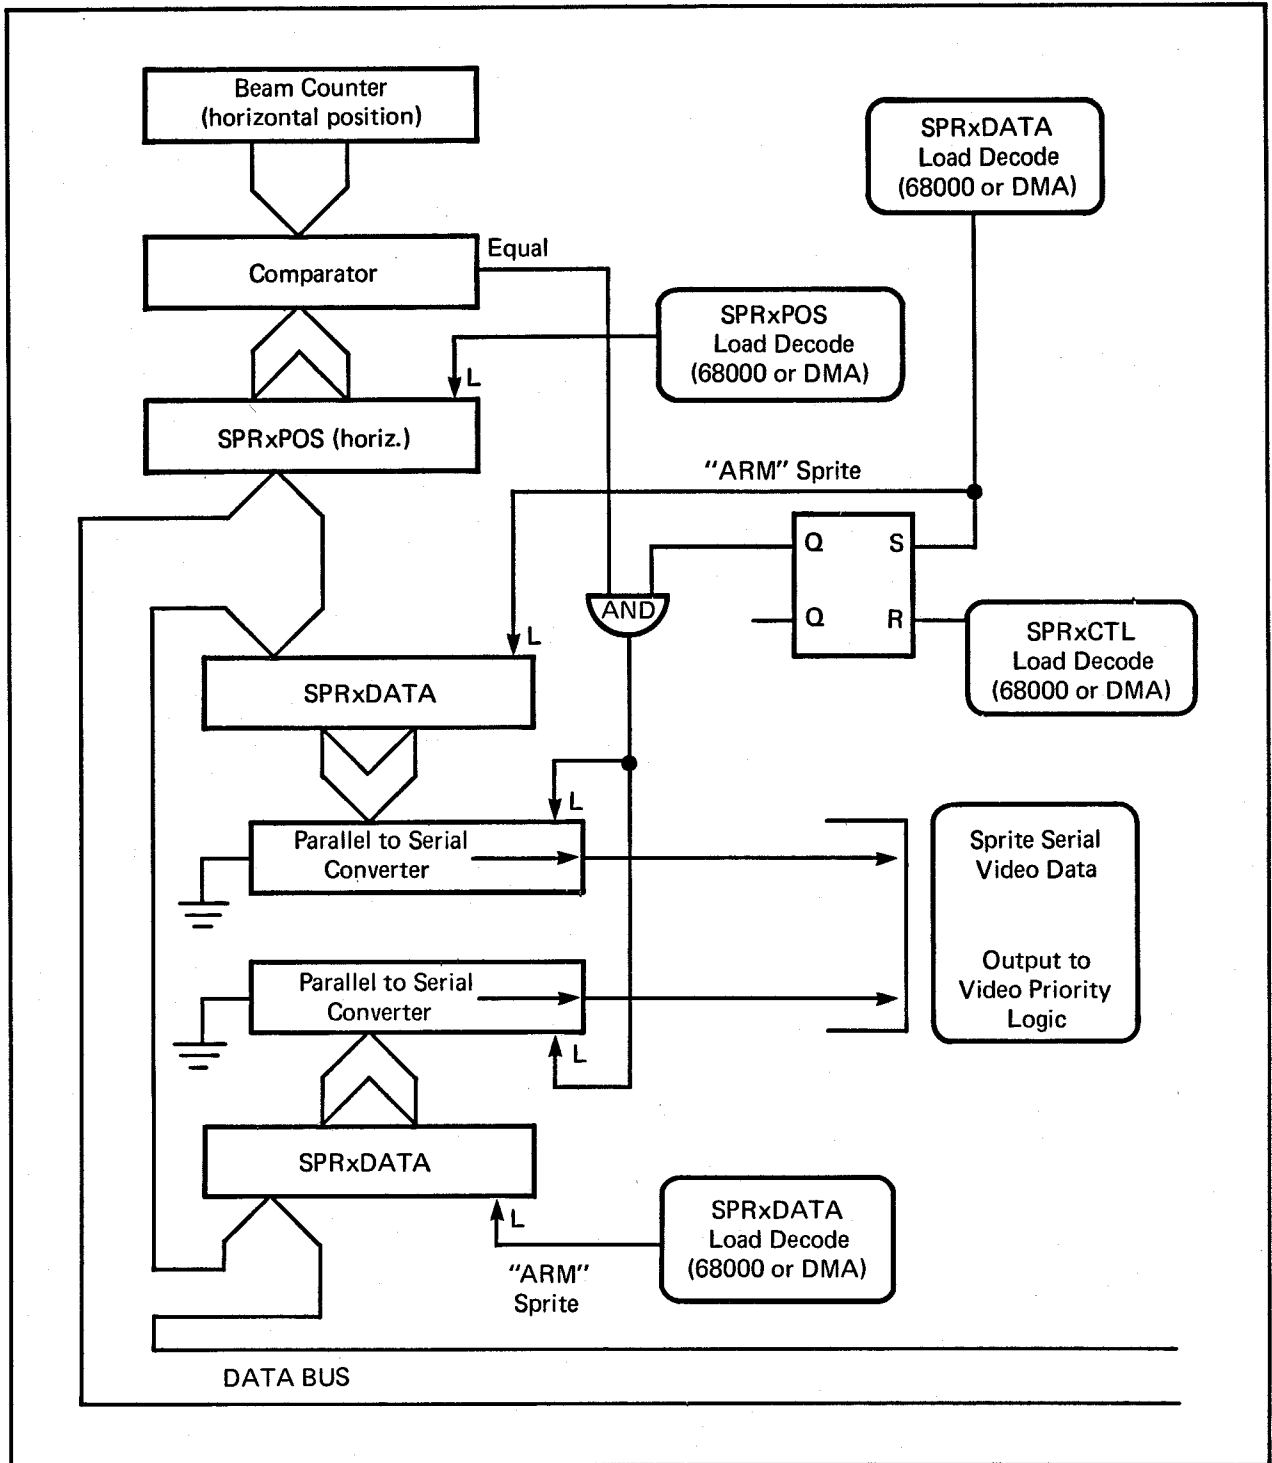 Beam Counter
(horizontal position)
SPRxDATA
Load Decode
(68000 or DMA)
Comparator
Equal
SPRxPOS
Load Decode
(68000 or DMA)
L
SPRxPOS (horiz.)
"ARM" Sprite
Q S
AND
Q R
L
SPRxCTL
Load Decode
(68000 or DMA)
SPRxDATA
L
Parallel to Serial
Converter
Sprite Serial
Video Data
Parallel to Serial
Converter
Output to
Video Priority
Logic
L
SPRxDATA
L
SPRxDATA
Load Decode
(68000 or DMA)
"ARM"
Sprite
DATA BUS